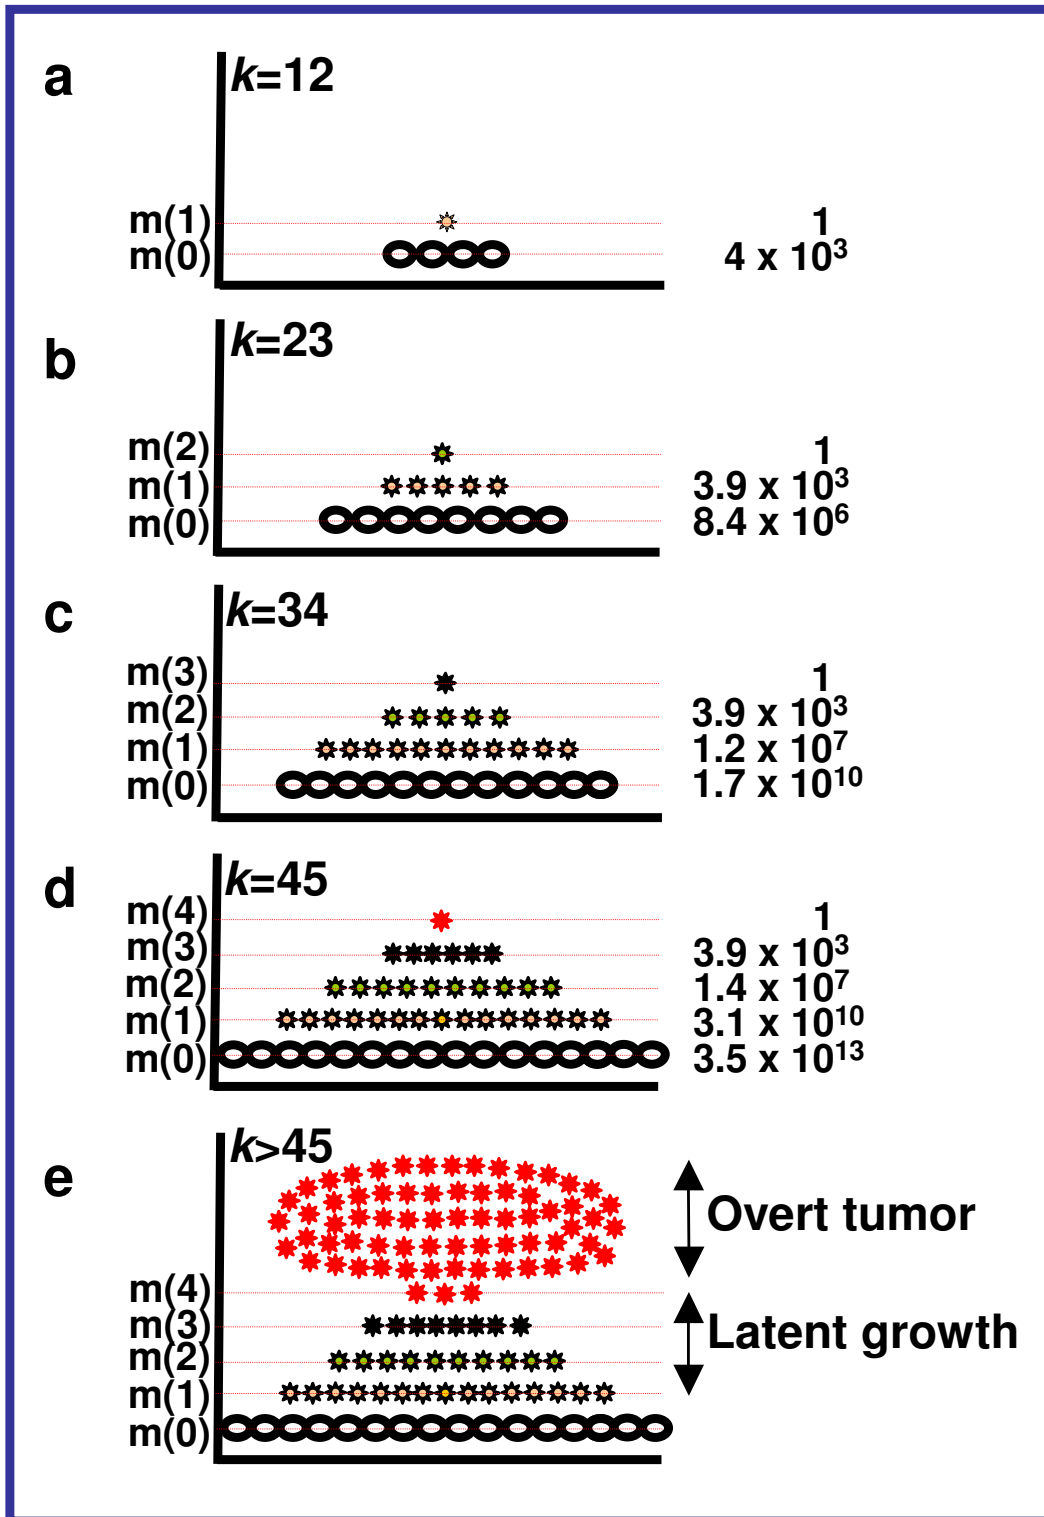 a
k=12
m(1) 1
m(0) 4 x 10³
b
k=23
m(2) 1
m(1) 3.9 x 10³
m(0) 8.4 x 10⁶
c
k=34
m(3) 1
m(2) 3.9 x 10³
m(1) 1.2 x 10⁷
m(0) 1.7 x 10¹⁰
d
k=45
m(4) 1
m(3) 3.9 x 10³
m(2) 1.4 x 10⁷
m(1) 3.1 x 10¹⁰
m(0) 3.5 x 10¹³
e
k>45
Overt tumor
m(4)
m(3)
Latent growth
m(2)
m(1)
m(0)